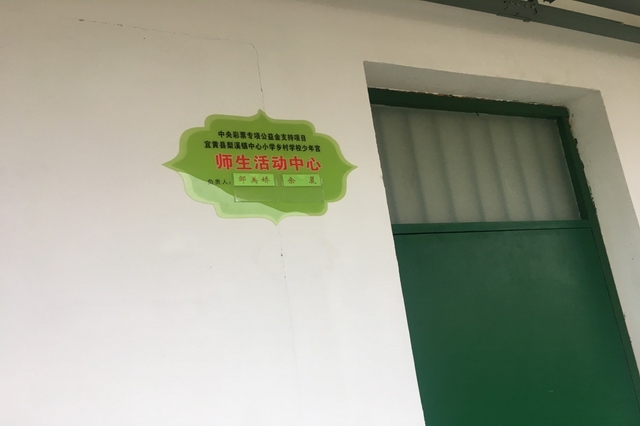 中央彩票专项公益金支持项目
宜黄县梨溪镇中心小学乡村学校少年宫
师生活动中心
负责人：